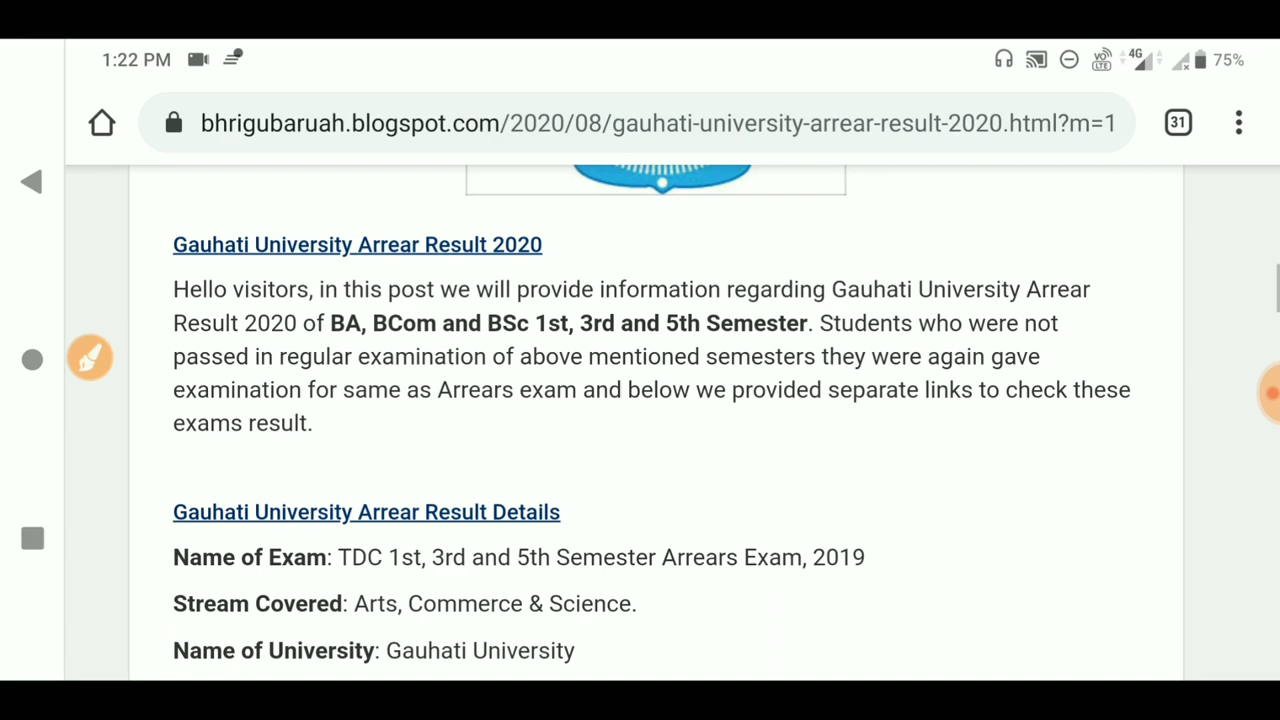 1:22 PM
VO LTE 4G 75%
bhrigubaruah.blogspot.com/2020/08/gauhati-university-arrear-result-2020.html?m=1
31
Gauhati University Arrear Result 2020
Hello visitors, in this post we will provide information regarding Gauhati University Arrear
Result 2020 of BA, BCom and BSc 1st, 3rd and 5th Semester. Students who were not
passed in regular examination of above mentioned semesters they were again gave
examination for same as Arrears exam and below we provided separate links to check these
exams result.
Gauhati University Arrear Result Details
Name of Exam: TDC 1st, 3rd and 5th Semester Arrears Exam, 2019
Stream Covered: Arts, Commerce & Science.
Name of University: Gauhati University